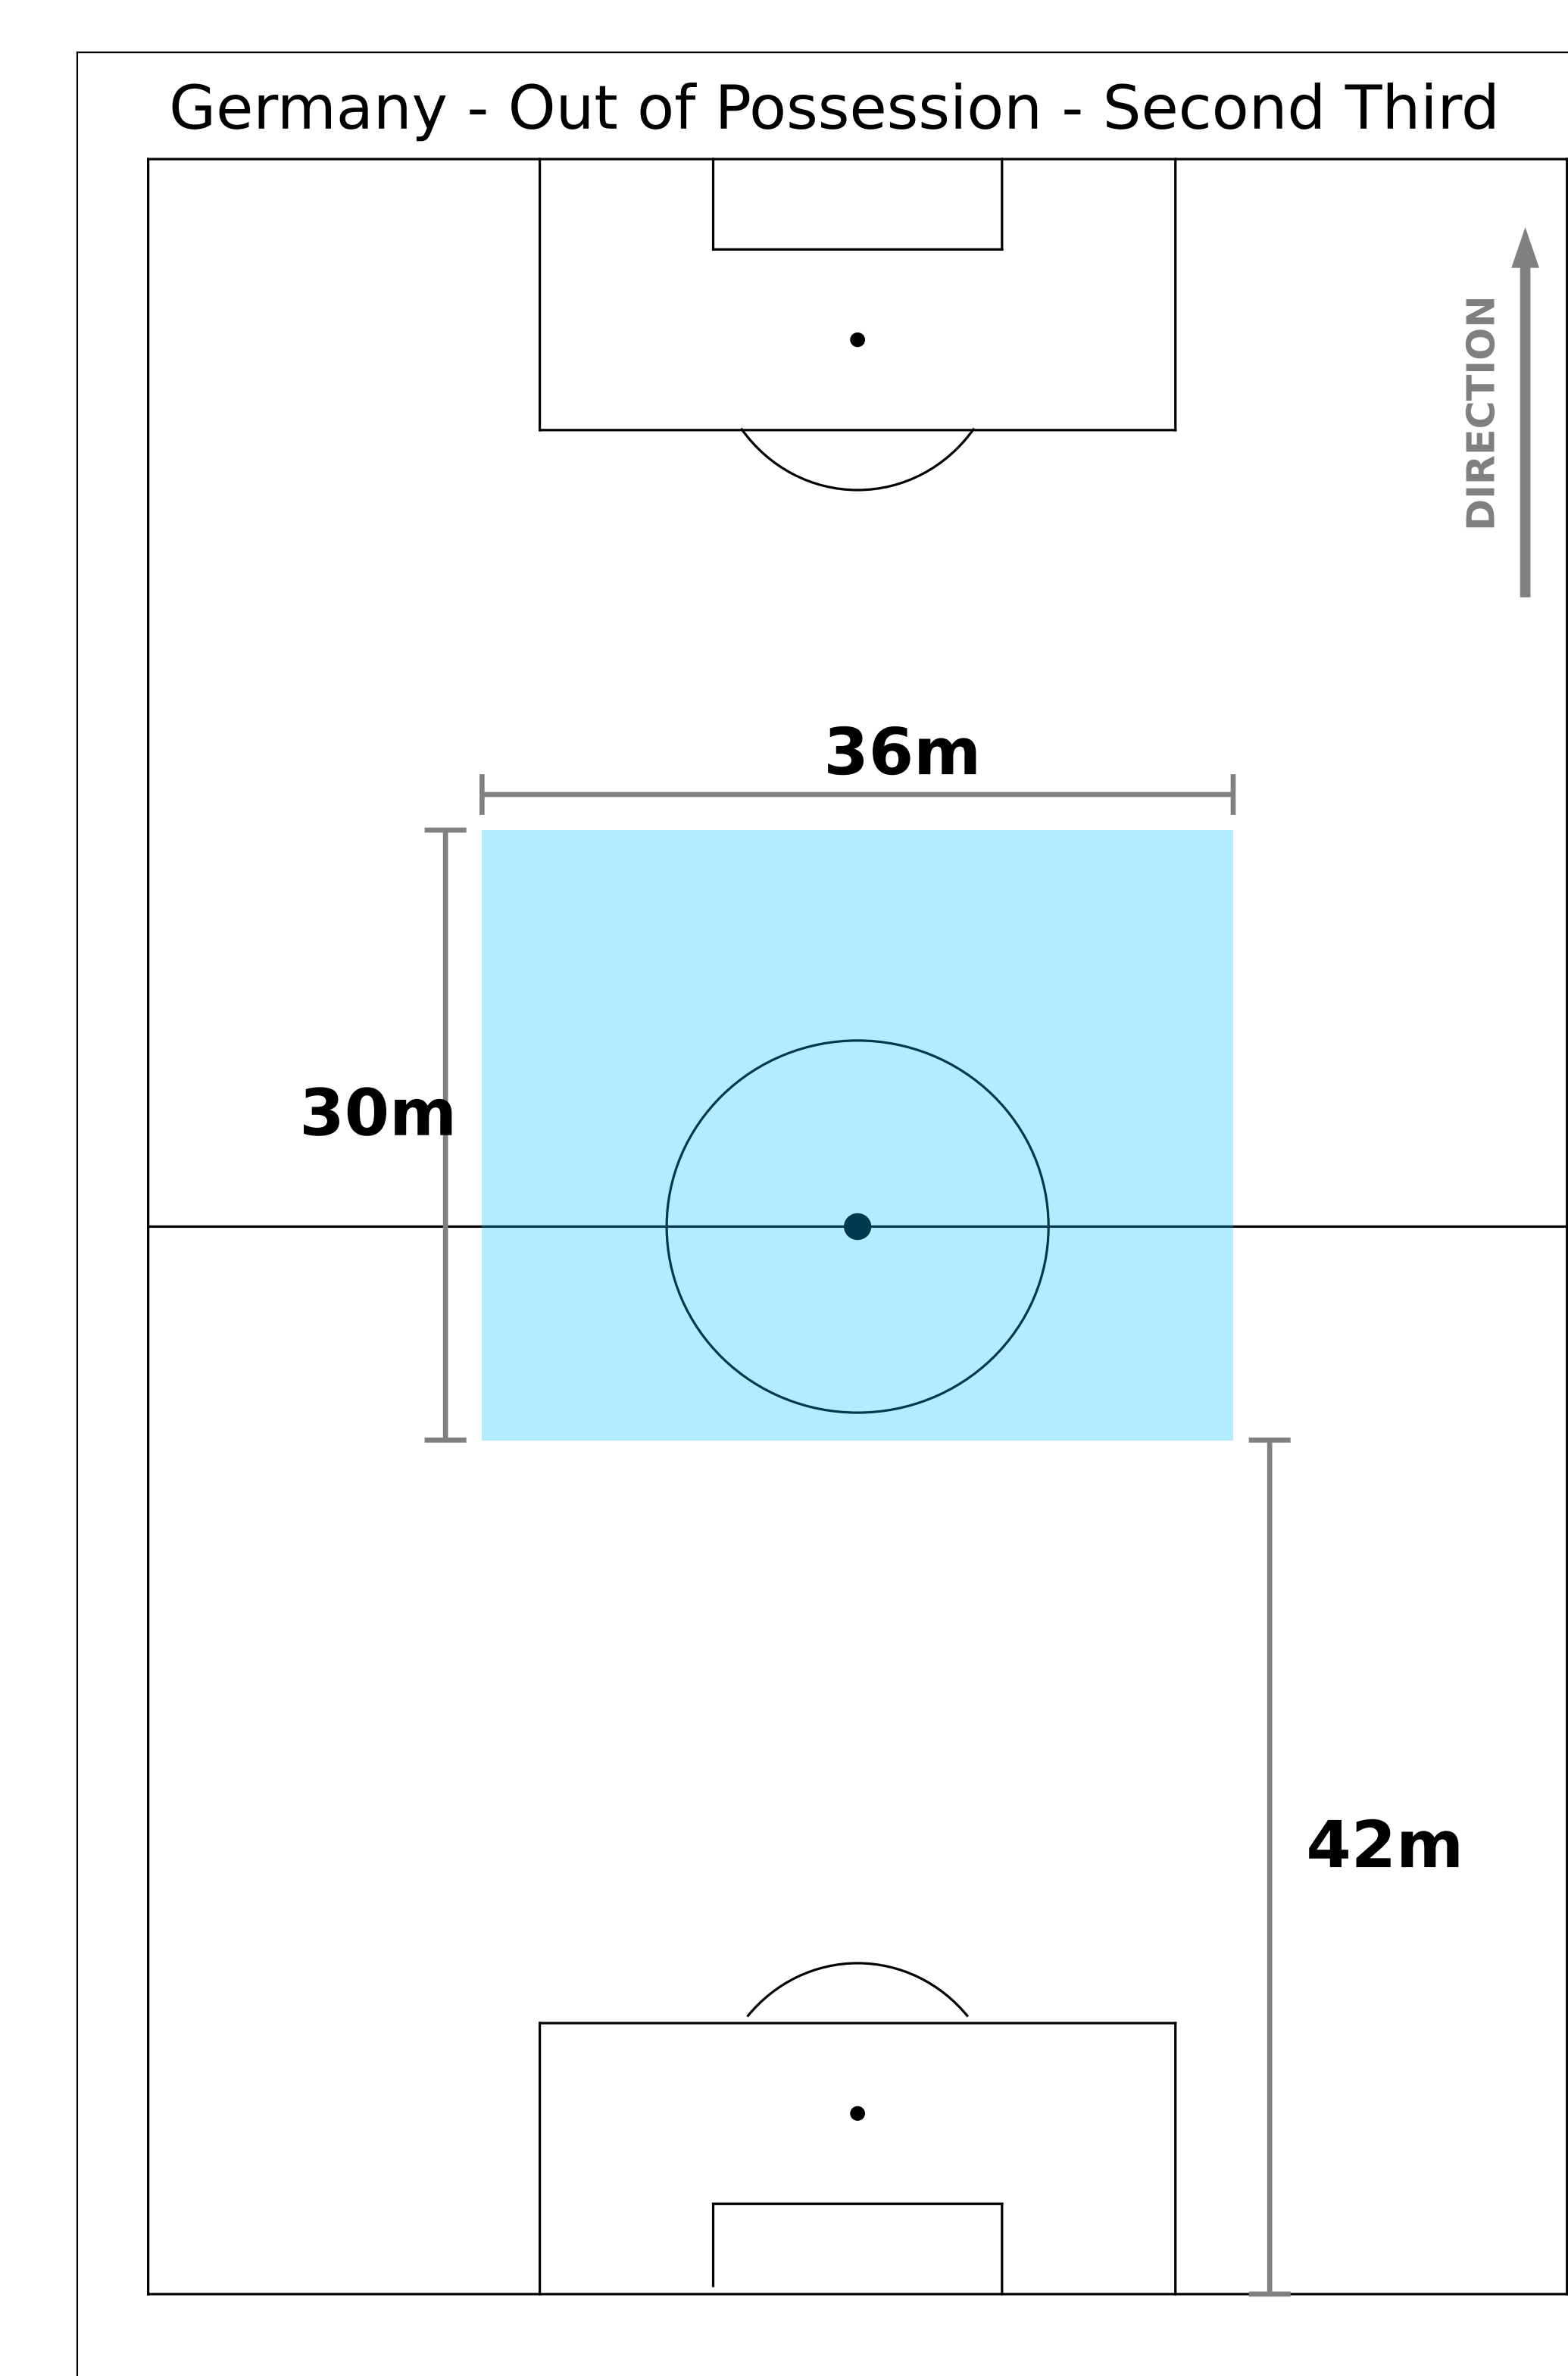 Germany - Out of Possession - Second Third
DIRECTION
36m
30m
42m